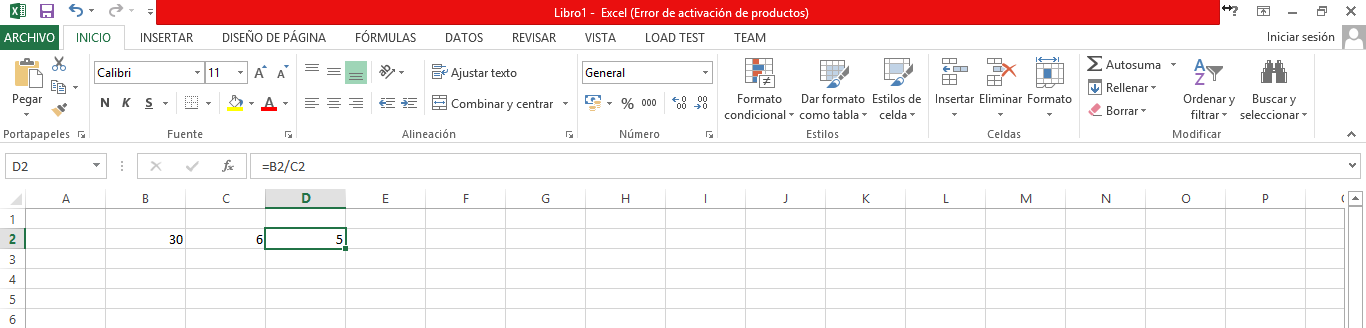 Libro1 - Excel (Error de activación de productos)
ARCHIVO INICIO INSERTAR DISEÑO DE PÁGINA FÓRMULAS DATOS REVISAR VISTA LOAD TEST TEAM Iniciar sesión
Calibri 11 Ajustar texto General Autosuma
Rellenar
Pegar N K S A Combinar y centrar % 000 Formato condicional Dar formato como tabla Estilos de celda Insertar Eliminar Formato Borrar Ordenar y filtrar Buscar y seleccionar
Portapapeles Fuente Alineación Número Estilos Celdas Modificar
D2 fx =B2/C2
A B C D E F G H I J K L M N O P
1
2 30 6 5
3
4
5
6